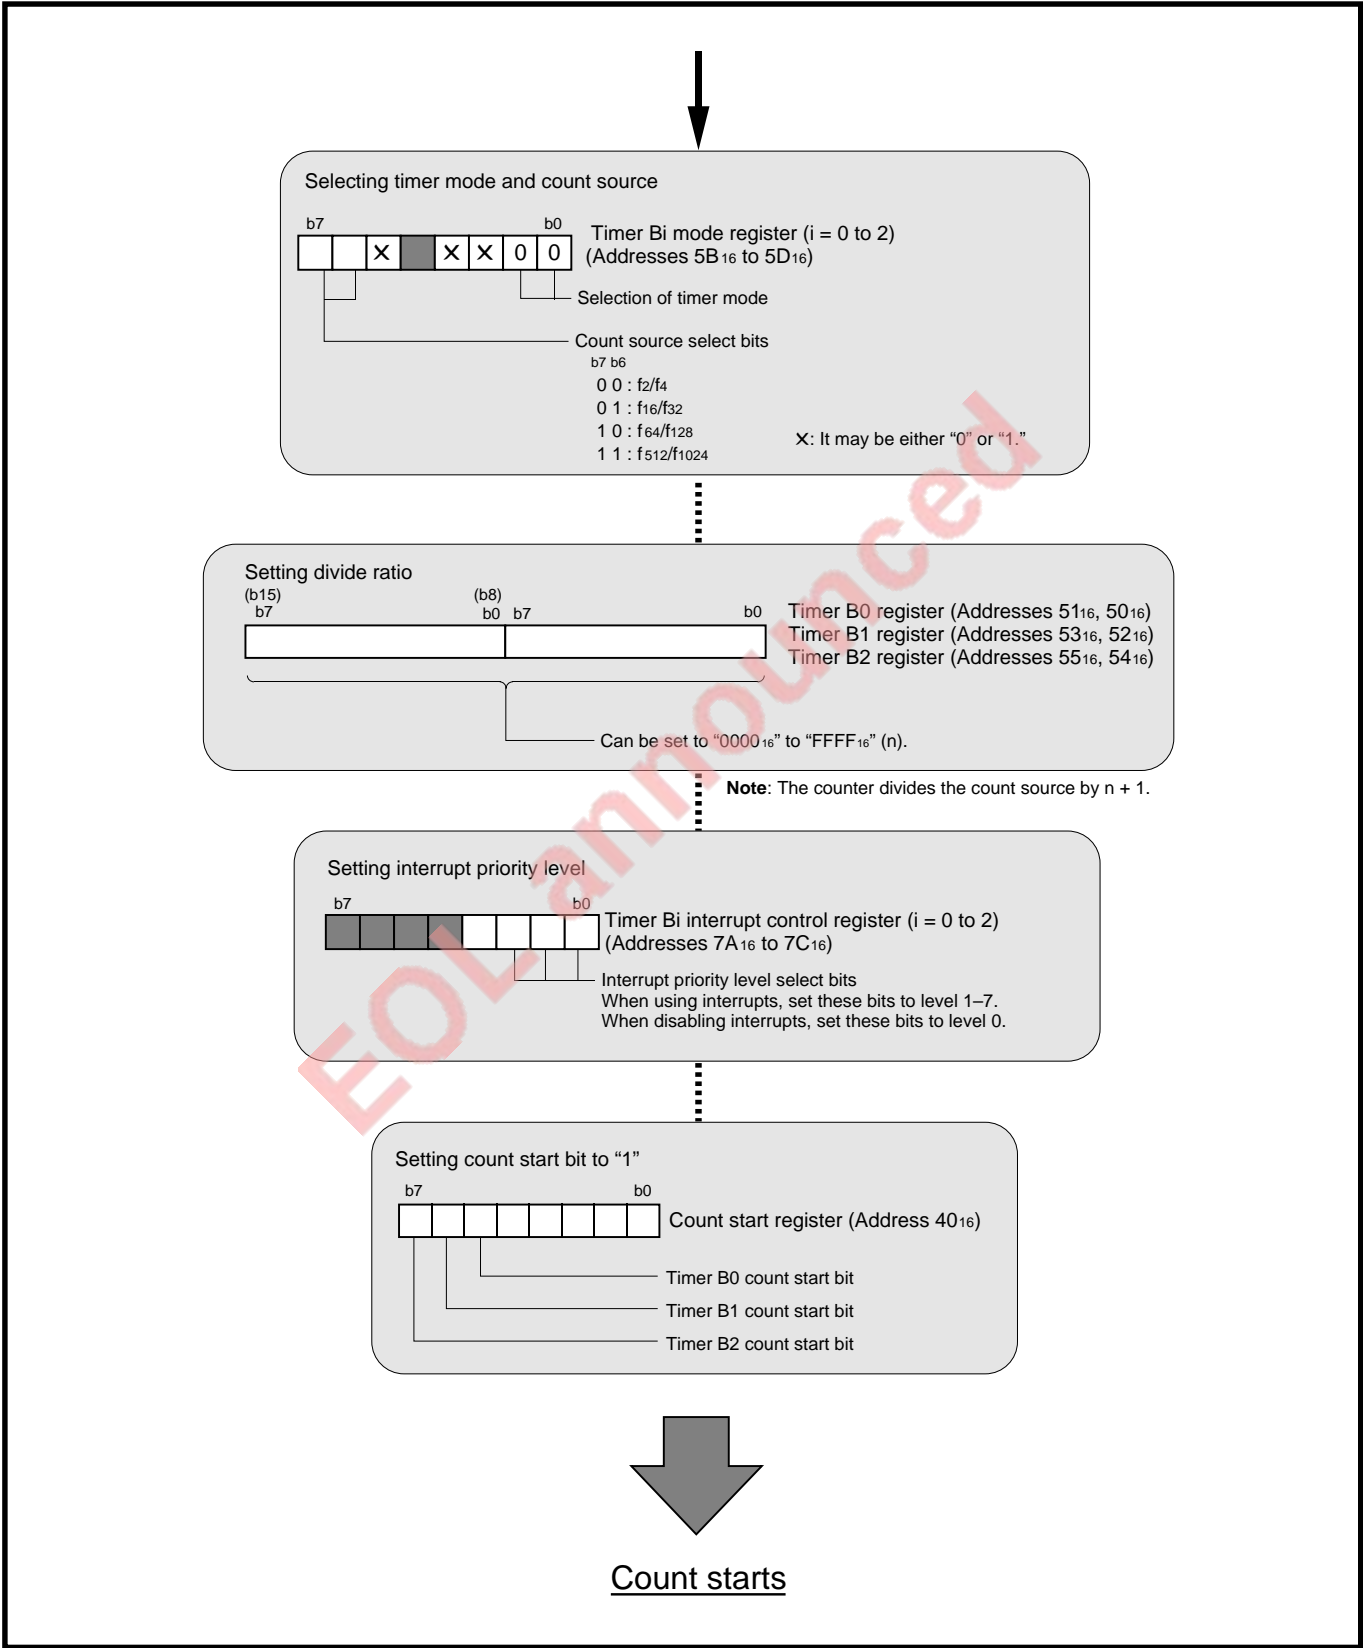 Selecting timer mode and count source
b7 b0
× × × 0 0
Timer Bi mode register (i = 0 to 2)
(Addresses 5B16 to 5D16)
Selection of timer mode
Count source select bits
b7 b6
0 0 : f2/f4
0 1 : f16/f32
1 0 : f64/f128
1 1 : f512/f1024
×: It may be either “0” or “1.”
Setting divide ratio
(b15) (b8)
b7 b0 b7 b0
Timer B0 register (Addresses 5116, 5016)
Timer B1 register (Addresses 5316, 5216)
Timer B2 register (Addresses 5516, 5416)
Can be set to “000016” to “FFFF16” (n).
Note: The counter divides the count source by n + 1.
Setting interrupt priority level
b7 b0
Timer Bi interrupt control register (i = 0 to 2)
(Addresses 7A16 to 7C16)
Interrupt priority level select bits
When using interrupts, set these bits to level 1–7.
When disabling interrupts, set these bits to level 0.
Setting count start bit to “1”
b7 b0
Count start register (Address 4016)
Timer B0 count start bit
Timer B1 count start bit
Timer B2 count start bit
Count starts
EOL announced